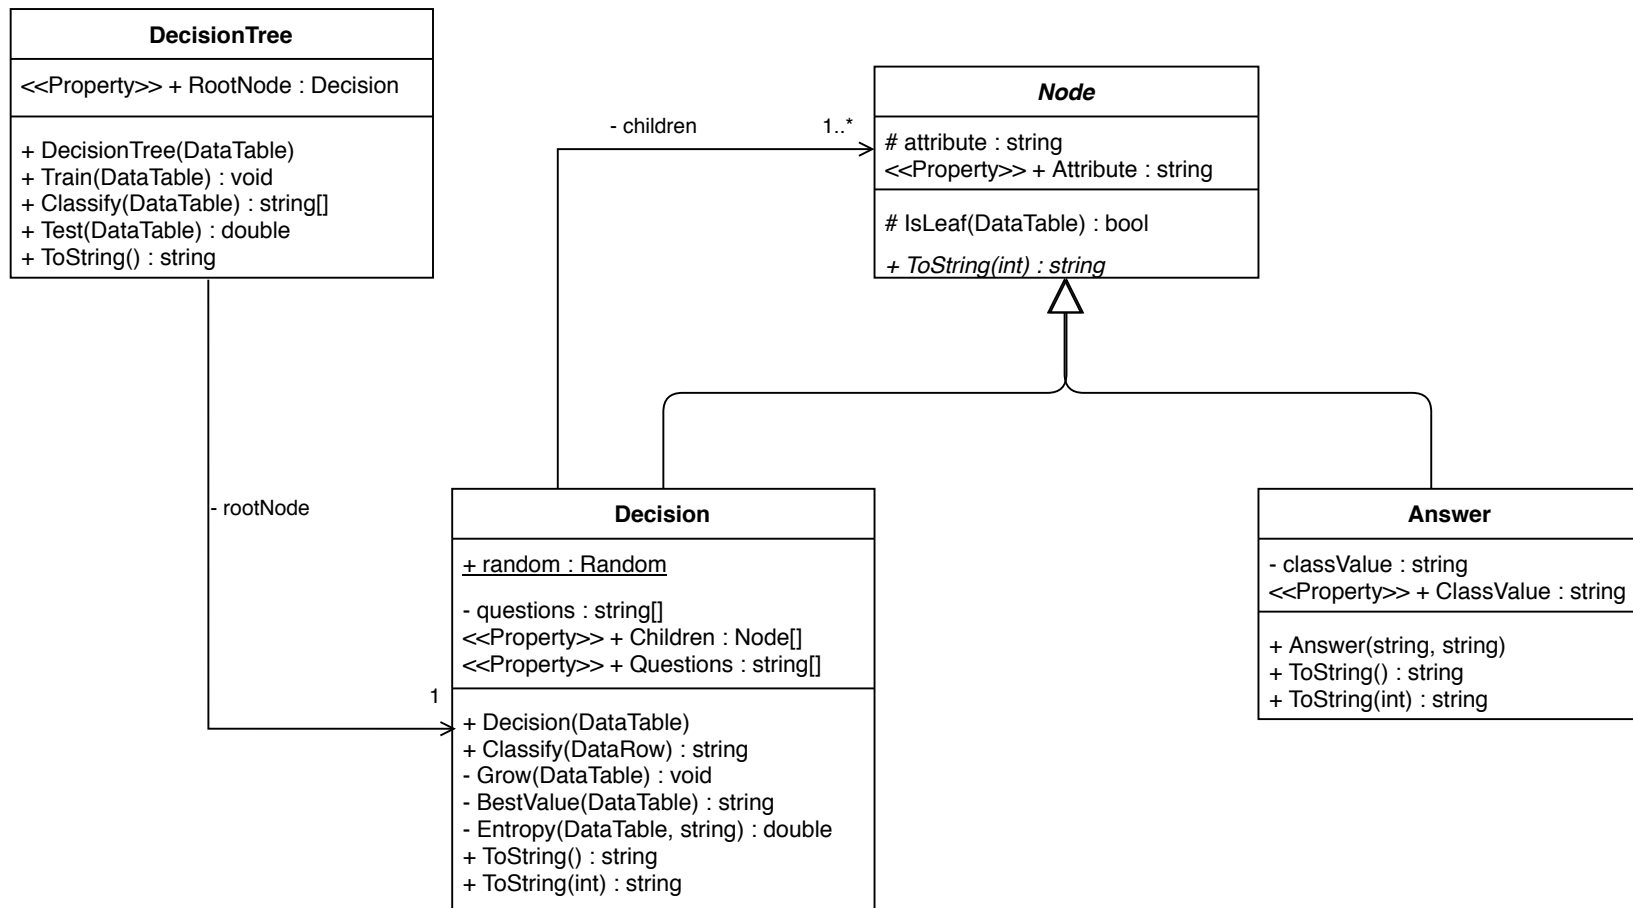 DecisionTree
<<Property>> + RootNode : Decision
+ DecisionTree(DataTable)
+ Train(DataTable) : void
+ Classify(DataTable) : string[]
+ Test(DataTable) : double
+ ToString() : string
- children
1..*
Node
# attribute : string
<<Property>> + Attribute : string
# IsLeaf(DataTable) : bool
+ ToString(int) : string
- rootNode
1
Decision
+ random : Random
- questions : string[]
<<Property>> + Children : Node[]
<<Property>> + Questions : string[]
+ Decision(DataTable)
+ Classify(DataRow) : string
- Grow(DataTable) : void
- BestValue(DataTable) : string
- Entropy(DataTable, string) : double
+ ToString() : string
+ ToString(int) : string
Answer
- classValue : string
<<Property>> + ClassValue : string
+ Answer(string, string)
+ ToString() : string
+ ToString(int) : string